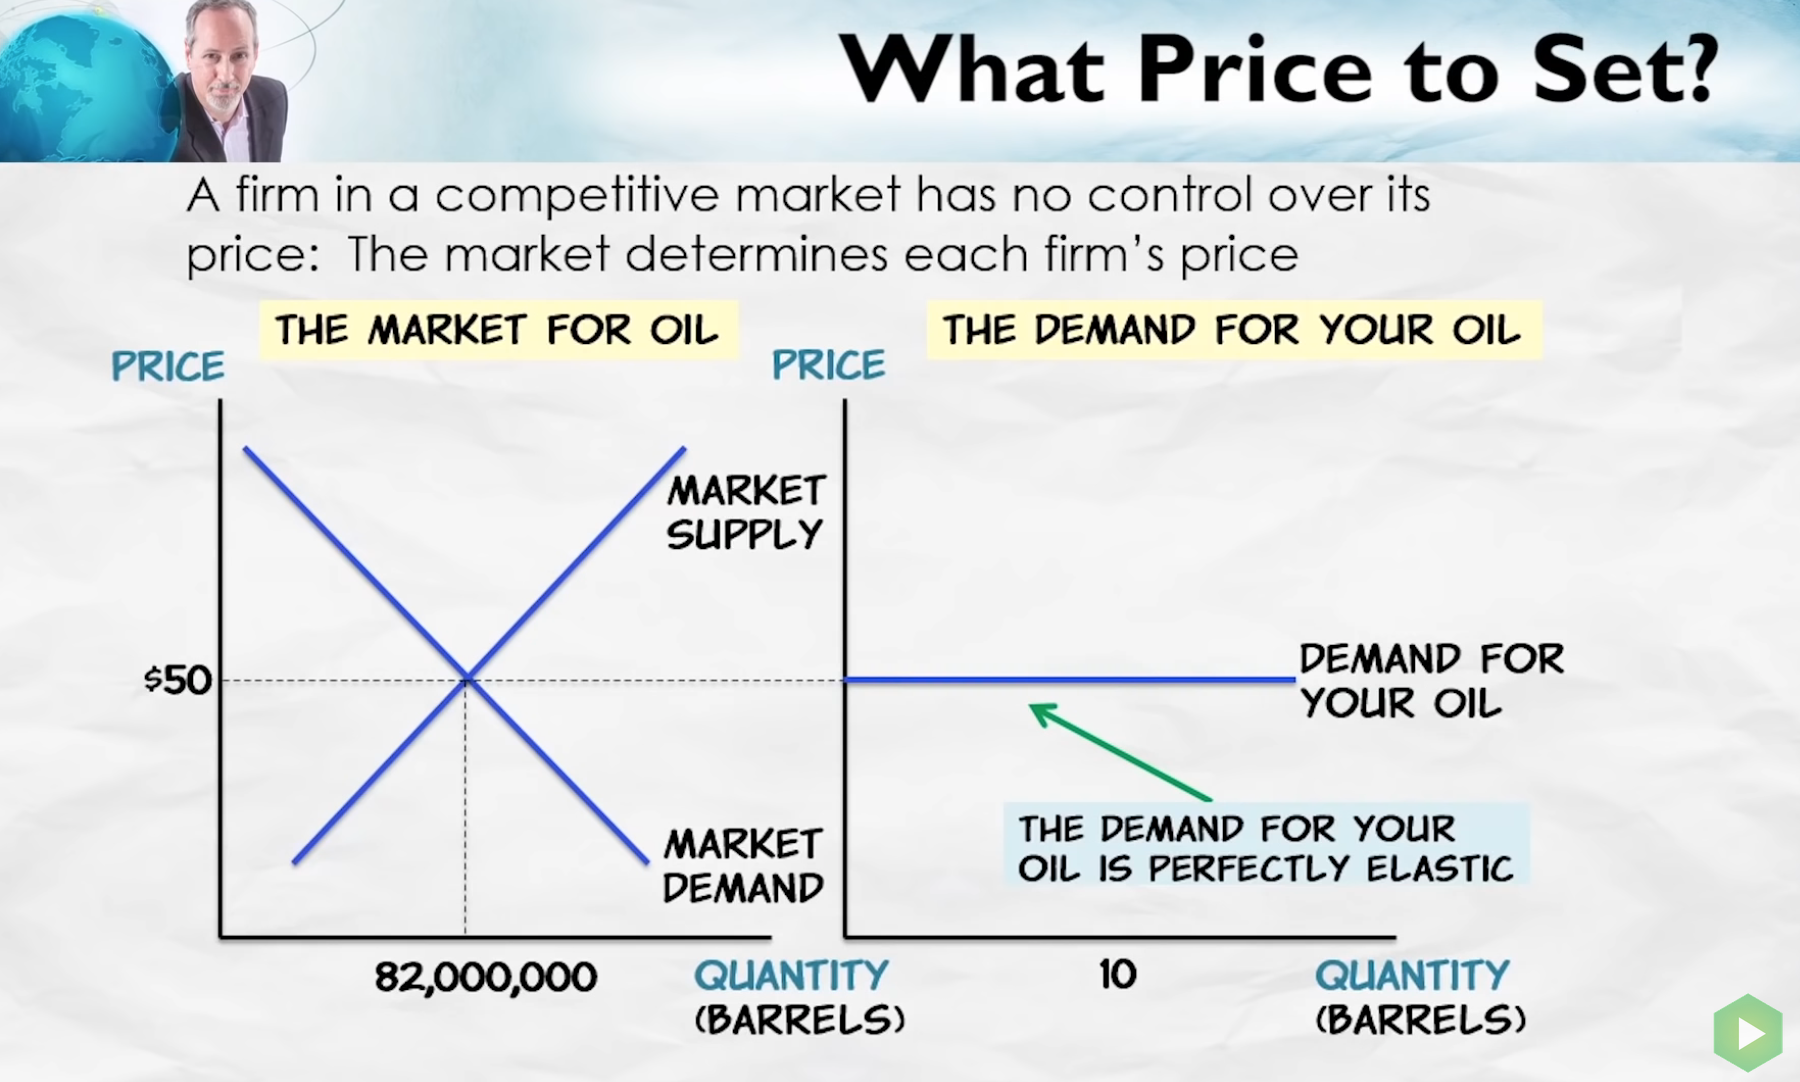 What Price to Set?
A firm in a competitive market has no control over its
price: The market determines each firm's price
THE MARKET FOR OIL
PRICE
MARKET
SUPPLY
$50
MARKET
DEMAND
82,000,000
QUANTITY
(BARRELS)
THE DEMAND FOR YOUR OIL
PRICE
DEMAND FOR
YOUR OIL
THE DEMAND FOR YOUR
OIL IS PERFECTLY ELASTIC
10
QUANTITY
(BARRELS)